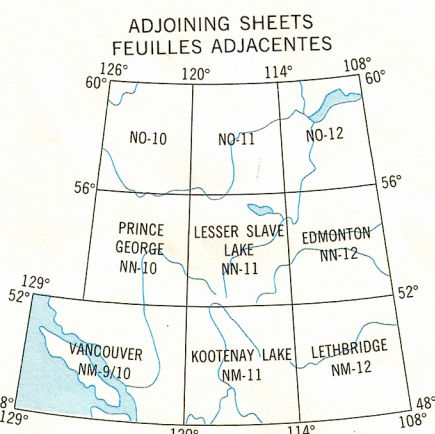 ADJOINING SHEETS
FEUILLES ADJACENTES
126° 120° 114° 108°
60° 60°
NO-10 NO-11 NO-12
56° 56°
PRINCE GEORGE NN-10
LESSER SLAVE LAKE NN-11
EDMONTON NN-12
129°
52° 52°
VANCOUVER NM-9/10
KOOTENAY LAKE NM-11
LETHBRIDGE NM-12
8° 48°
129° 120° 114° 108°